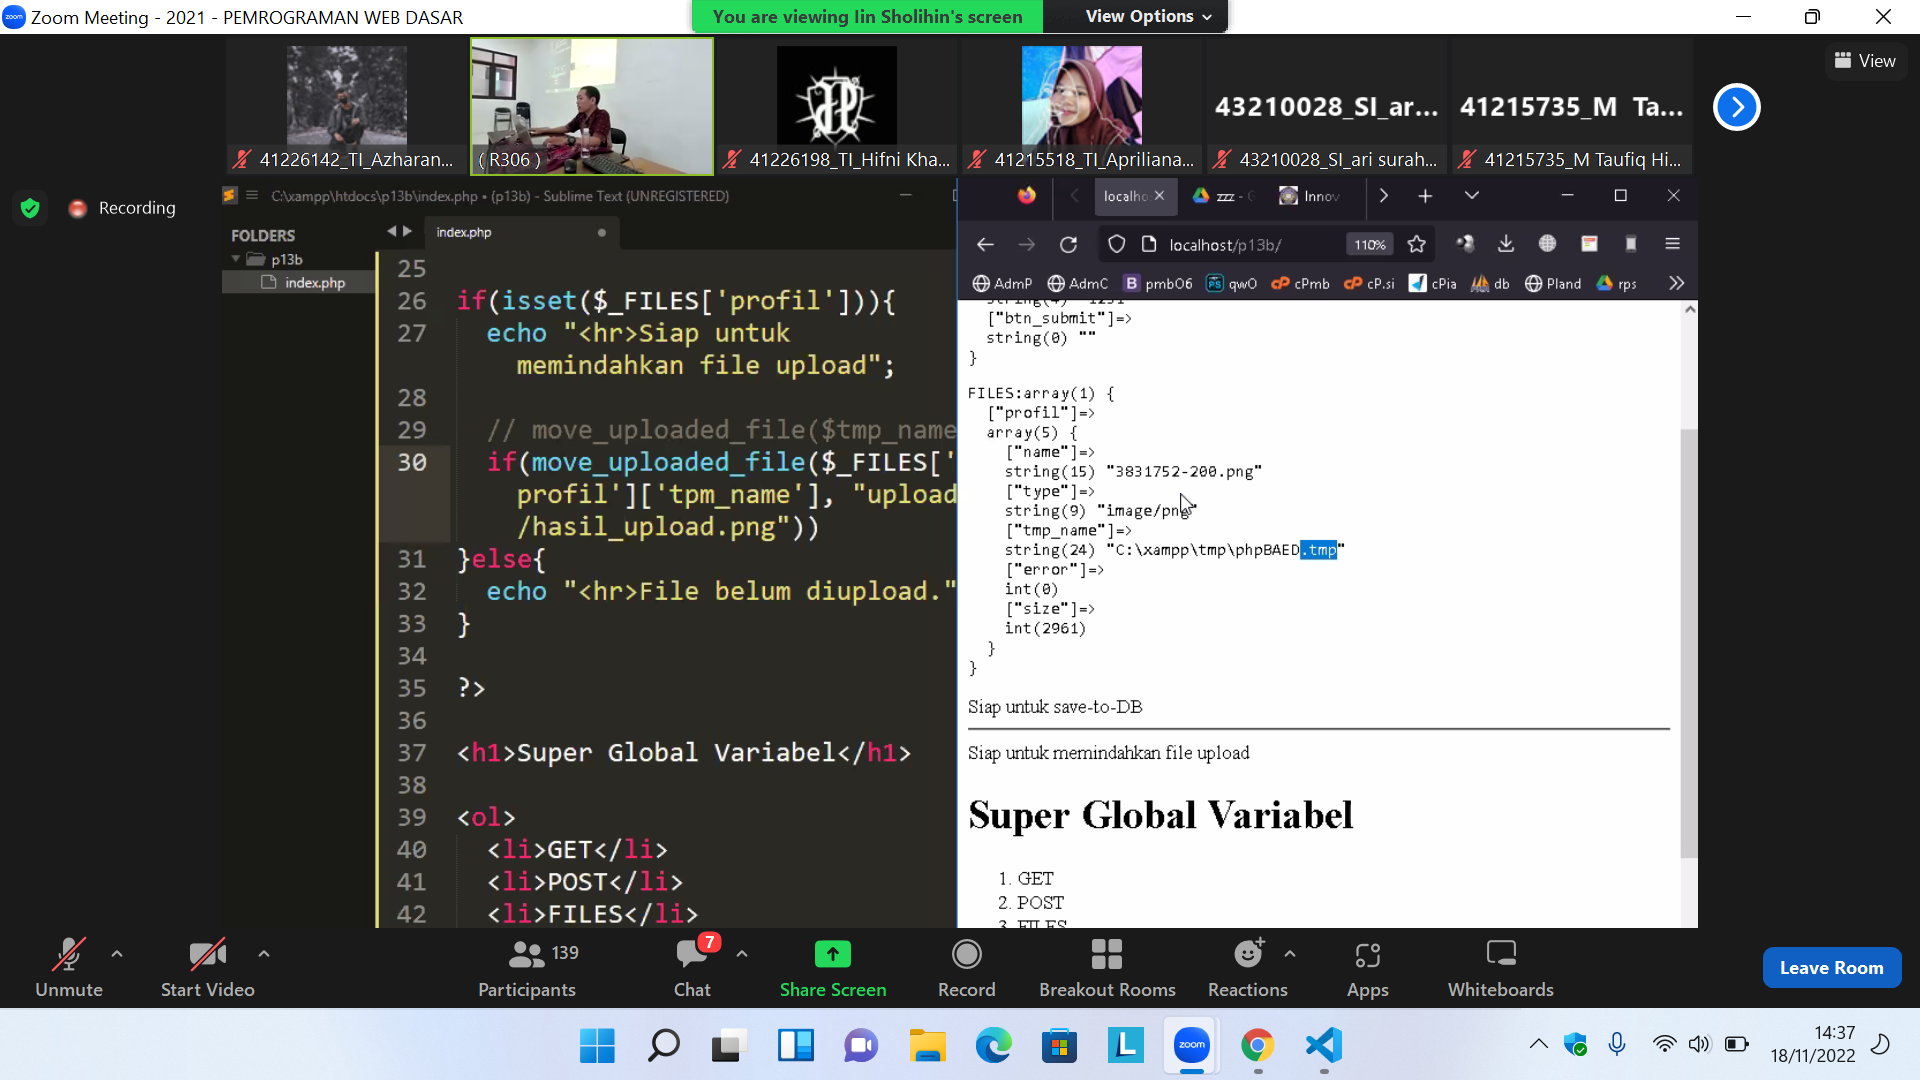 Zoom Meeting - 2021 - PEMROGRAMAN WEB DASAR
You are viewing Iin Sholihin's screen
View Options
View
41226142_TI_Azharan...
( R306 )
41226198_TI_Hifni Kha...
41215518_TI_Apriliana...
43210028_SI_ar...
43210028_SI_ari surah...
41215735_M Ta...
41215735_M Taufiq Hi...
Recording
C:\xampp\htdocs\p13b\index.php • (p13b) - Sublime Text (UNREGISTERED)
FOLDERS
p13b
index.php
index.php
25
26 if(isset($_FILES['profil'])){
27 echo "<hr>Siap untuk
memindahkan file upload";
28
29 // move_uploaded_file($tmp_name
30 if(move_uploaded_file($_FILES['
profil']['tpm_name'], "upload
/hasil_upload.png"))
31 }else{
32 echo "<hr>File belum diupload."
33 }
34
35 ?>
36
37 <h1>Super Global Variabel</h1>
38
39 <ol>
40 <li>GET</li>
41 <li>POST</li>
42 <li>FILES</li>
localho
zzz - G
Innov
localhost/p13b/
110%
AdmP
AdmC
pmb06
qwO
cPmb
cP.si
cPia
db
Pland
rps
["btn_submit"]=>
string(0) ""
}
FILES:array(1) {
["profil"]=>
array(5) {
["name"]=>
string(15) "3831752-200.png"
["type"]=>
string(9) "image/png"
["tmp_name"]=>
string(24) "C:\xampp\tmp\phpBAED.tmp"
["error"]=>
int(0)
["size"]=>
int(2961)
}
}
Siap untuk save-to-DB
Siap untuk memindahkan file upload
Super Global Variabel
1. GET
2. POST
3. FILES
Unmute
Start Video
139
Participants
7
Chat
Share Screen
Record
Breakout Rooms
Reactions
Apps
Whiteboards
Leave Room
zoom
14:37
18/11/2022